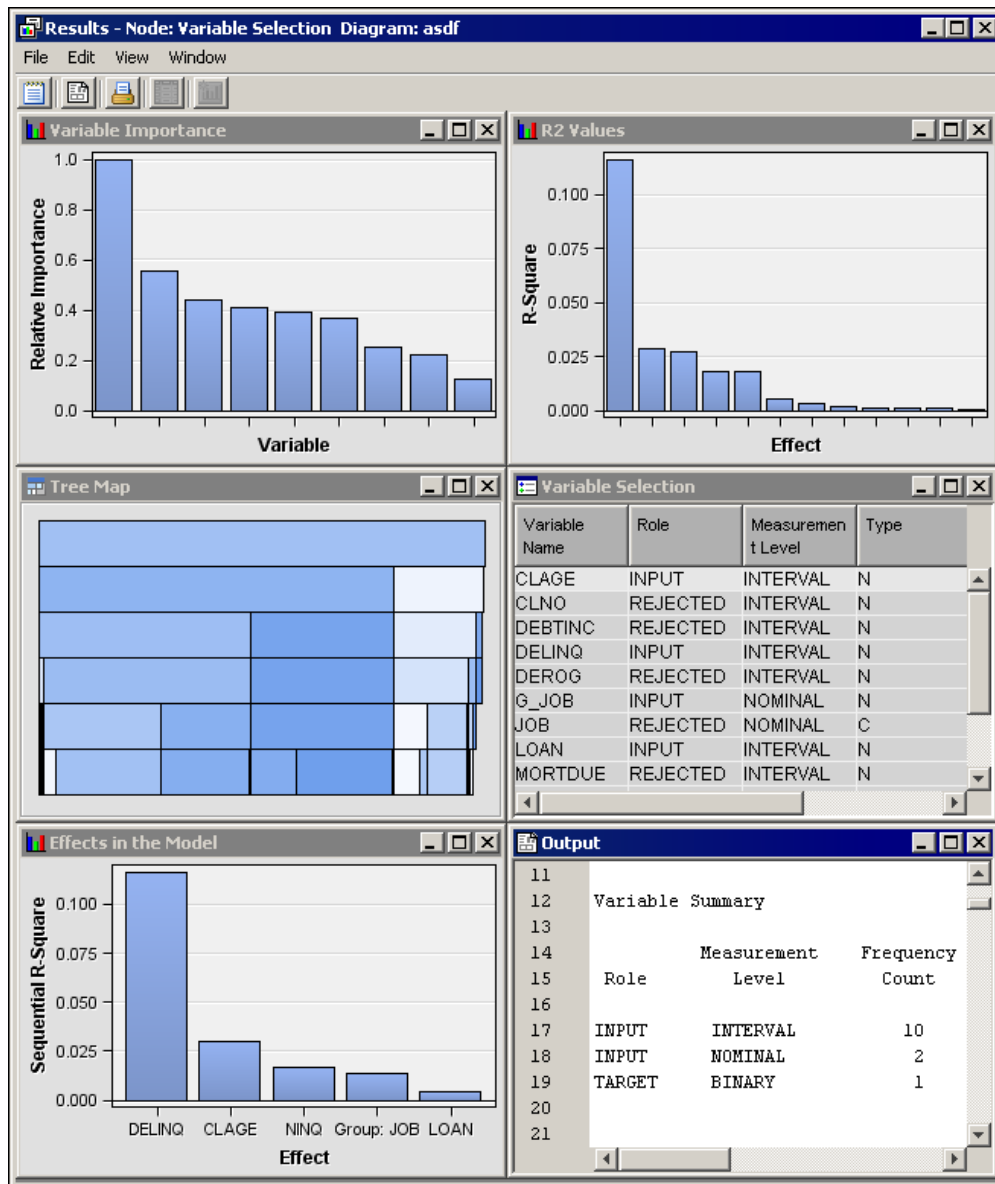 Results - Node: Variable Selection Diagram: asdf
File Edit View Window
Variable Importance
1.0
0.8
0.6
0.4
0.2
0.0
Relative Importance
Variable
R2 Values
0.100
0.075
0.050
0.025
0.000
R-Square
Effect
Tree Map
Variable Selection
Variable Name Role Measuremen t Level Type
CLAGE INPUT INTERVAL N
CLNO REJECTED INTERVAL N
DEBTINC REJECTED INTERVAL N
DELINQ INPUT INTERVAL N
DEROG REJECTED INTERVAL N
G_JOB INPUT NOMINAL N
JOB REJECTED NOMINAL C
LOAN INPUT INTERVAL N
MORTDUE REJECTED INTERVAL N
Effects in the Model
0.100
0.075
0.050
0.025
0.000
Sequential R-Square
DELINQ CLAGE NINQ Group: JOB LOAN
Effect
Output
11
12 Variable Summary
13
14 Measurement Frequency
15 Role Level Count
16
17 INPUT INTERVAL 10
18 INPUT NOMINAL 2
19 TARGET BINARY 1
20
21